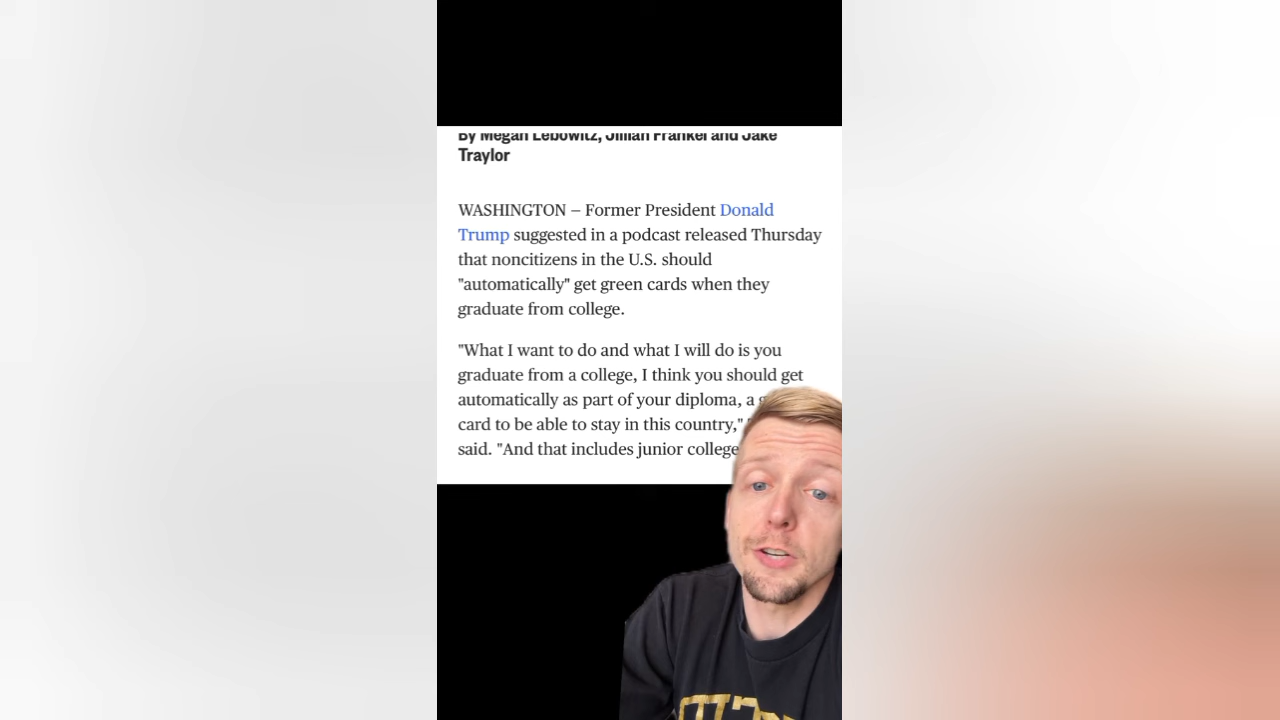 By Megan Lebowitz, Jillian Frankel and Jake
Traylor
WASHINGTON — Former President Donald
Trump suggested in a podcast released Thursday
that noncitizens in the U.S. should
"automatically" get green cards when they
graduate from college.
"What I want to do and what I will do is you
graduate from a college, I think you should get
automatically as part of your diploma, a
card to be able to stay in this country,"
said. "And that includes junior college